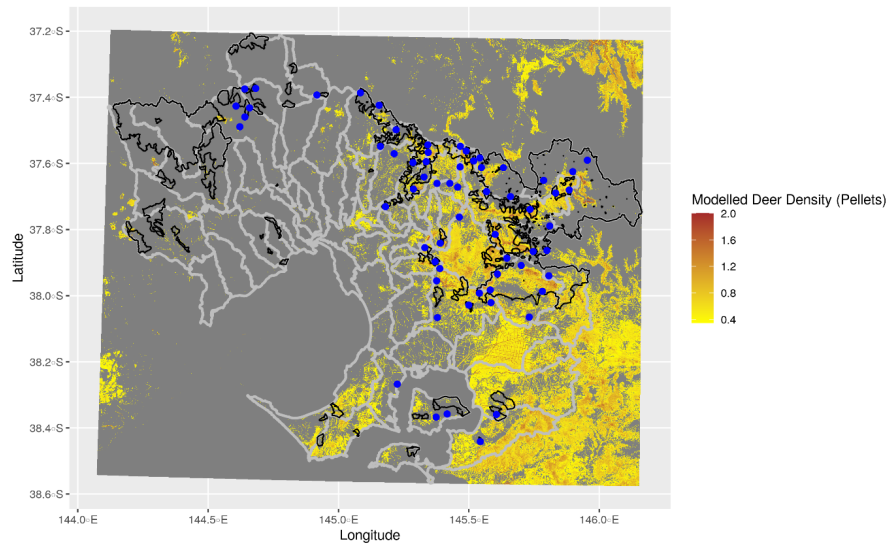 37.2°S
37.4°S
37.6°S
37.8°S
38.0°S
38.2°S
38.4°S
38.6°S
Latitude
144.0°E
144.5°E
145.0°E
145.5°E
146.0°E
Longitude
Modelled Deer Density (Pellets)
2.0
1.6
1.2
0.8
0.4